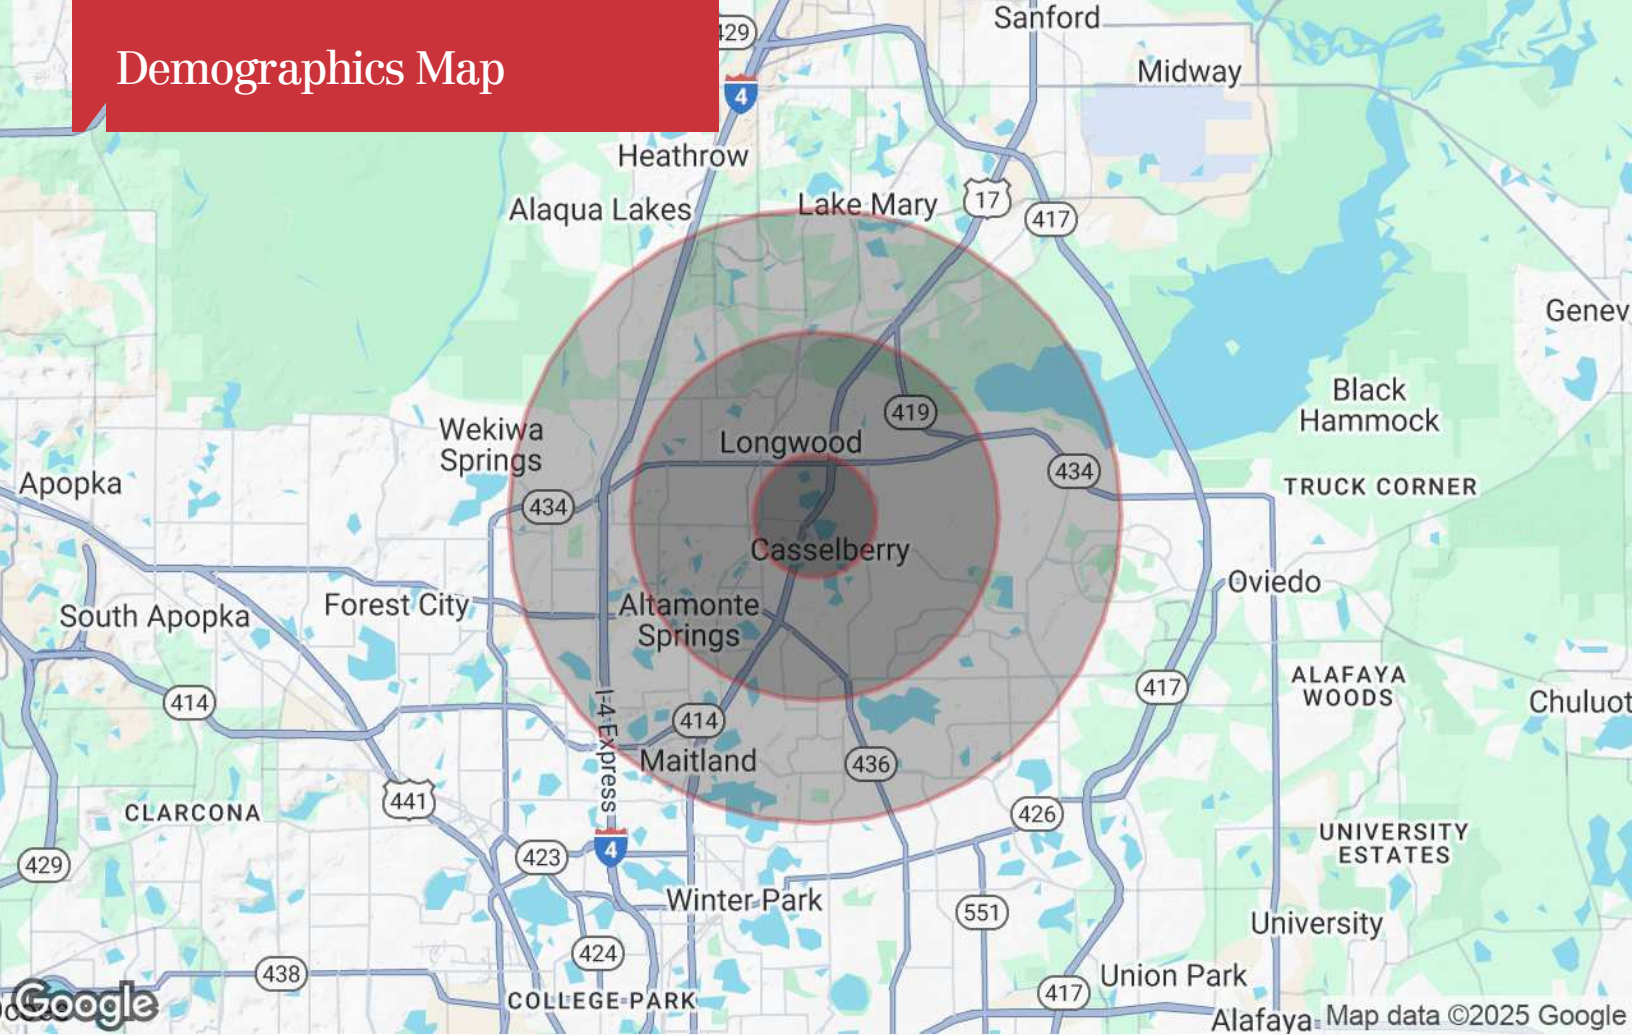 Demographics Map
429
Sanford
Midway
4
Heathrow
Alaqua Lakes
Lake Mary
17
417
Genev
Black
Hammock
419
Wekiwa
Springs
Longwood
434
434
Apopka
TRUCK CORNER
Casselberry
Oviedo
South Apopka
Forest City
Altamonte
Springs
ALAFAYA
WOODS
417
414
414
Chuluot
I-4 Express
Maitland
436
441
CLARCONA
426
UNIVERSITY
ESTATES
423
4
429
Winter Park
551
University
424
438
Union Park
417
COLLEGE PARK
Google
Alafaya
Map data ©2025 Google